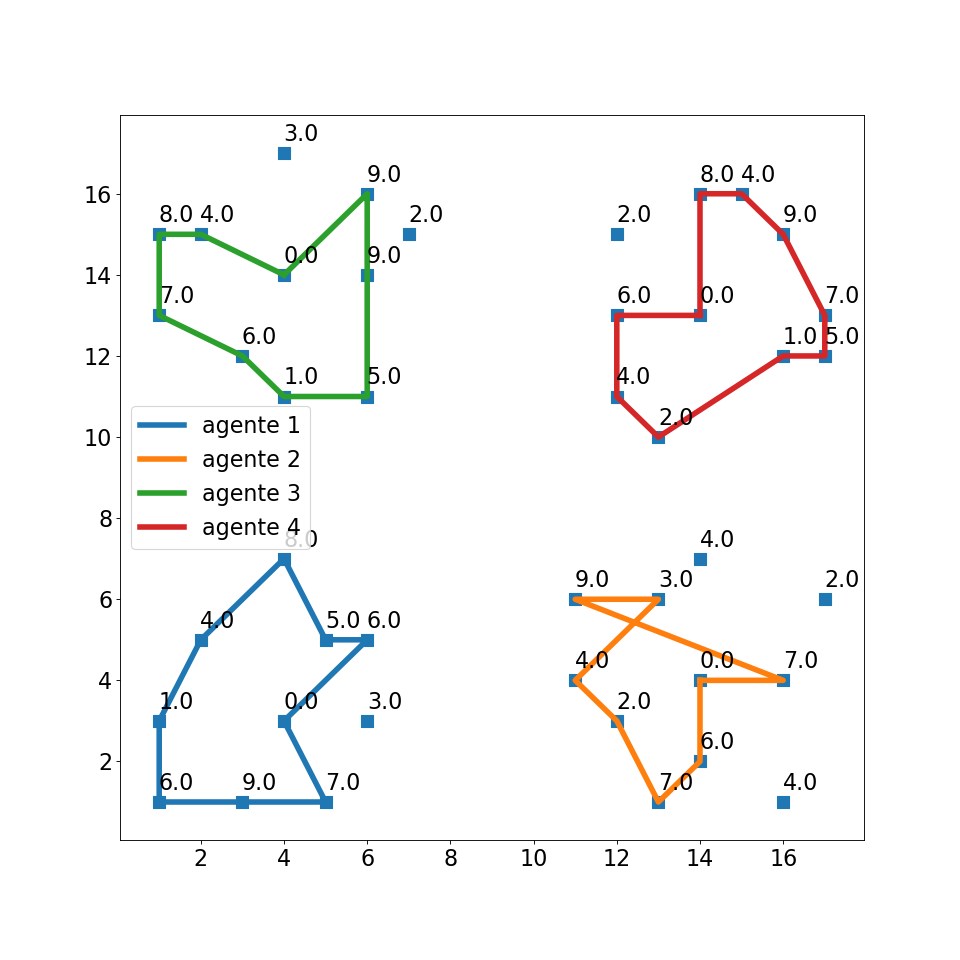 3.0
9.0 8.0 4.0
8.0 4.0 2.0 2.0 9.0
0.0 9.0
7.0 6.0 0.0 7.0
6.0 1.0 5.0
1.0 5.0 4.0
2.0
agente 1
agente 2
agente 3
agente 4
8.0 4.0
9.0 3.0 2.0
4.0 5.0 6.0
4.0 0.0 7.0
1.0 0.0 3.0 2.0
6.0
6.0 9.0 7.0 7.0 4.0
16
14
12
10
8
6
4
2
2 4 6 8 10 12 14 16